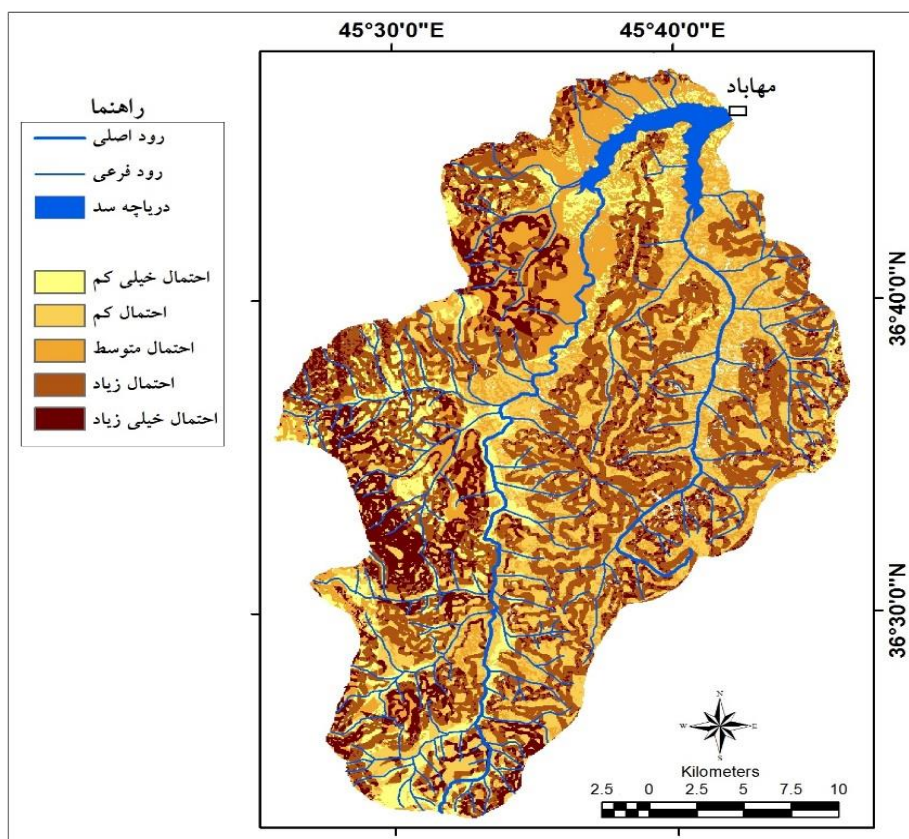 45°30'0"E
45°40'0"E
مهاباد
راهنما
رود اصلی
رود فرعی
دریاچه سد
احتمال خیلی کم
احتمال کم
احتمال متوسط
احتمال زیاد
احتمال خیلی زیاد
36°40'0"N
36°30'0"N
N
W
E
S
Kilometers
2.5 0 2.5 5 7.5 10